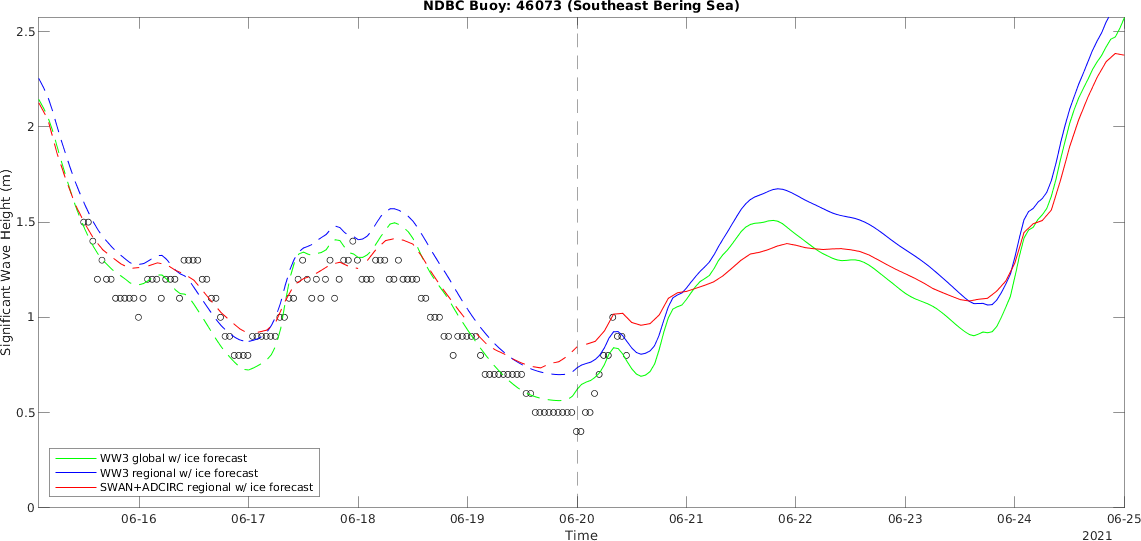 NDBC Buoy: 46073 (Southeast Bering Sea)
2.5
2
1.5
1
0.5
0
Significant Wave Height (m)
WW3 global w/ ice forecast
WW3 regional w/ ice forecast
SWAN+ADCIRC regional w/ ice forecast
06-16 06-17 06-18 06-19 06-20 06-21 06-22 06-23 06-24 06-25
Time
2021